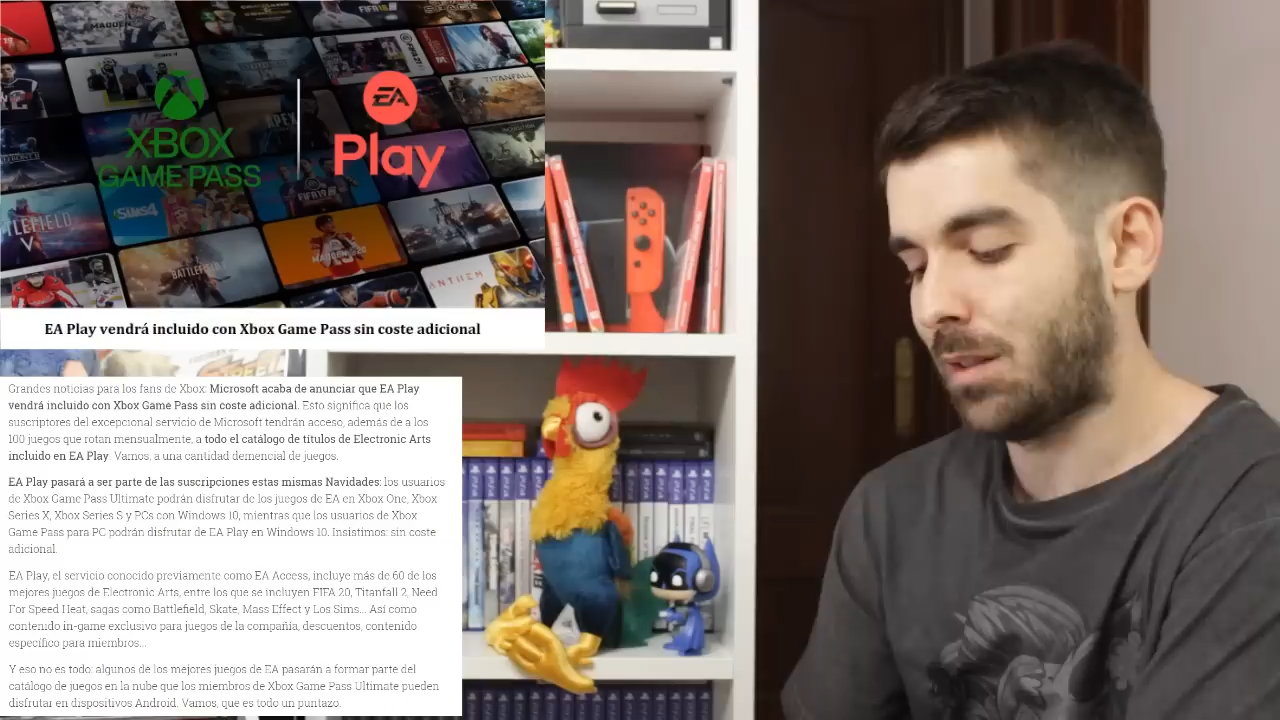 MADDEN
FIFA 18
TITANFALL
APEX
XBOX
GAME PASS
EA
Play
FIFA 19
SIMS4
BATTLEFIELD
MADDEN 20
ANTHEM
EA Play vendrá incluido con Xbox Game Pass sin coste adicional
Grandes noticias para los fans de Xbox: Microsoft acaba de anunciar que EA Play
vendrá incluido con Xbox Game Pass sin coste adicional. Esto significa que los
suscriptores del excepcional servicio de Microsoft tendrán acceso, además de a los
100 juegos que rotan mensualmente, a todo el catálogo de títulos de Electronic Arts
incluido en EA Play. Vamos, a una cantidad demencial de juegos.
EA Play pasará a ser parte de las suscripciones estas mismas Navidades: los usuarios
de Xbox Game Pass Ultimate podrán disfrutar de los juegos de EA en Xbox One, Xbox
Series X, Xbox Series S y PCs con Windows 10, mientras que los usuarios de Xbox
Game Pass para PC podrán disfrutar de EA Play en Windows 10. Insistimos: sin coste
adicional.
EA Play, el servicio conocido previamente como EA Access, incluye más de 60 de los
mejores juegos de Electronic Arts, entre los que se incluyen FIFA 20, Titanfall 2, Need
For Speed Heat, sagas como Battlefield, Skate, Mass Effect y Los Sims... Así como
contenido in-game exclusivo para juegos de la compañía, descuentos, contenido
específico para miembros...
Y eso no es todo: algunos de los mejores juegos de EA pasarán a formar parte del
catálogo de juegos en la nube que los miembros de Xbox Game Pass Ultimate pueden
disfrutar en dispositivos Android. Vamos, que es todo un puntazo.